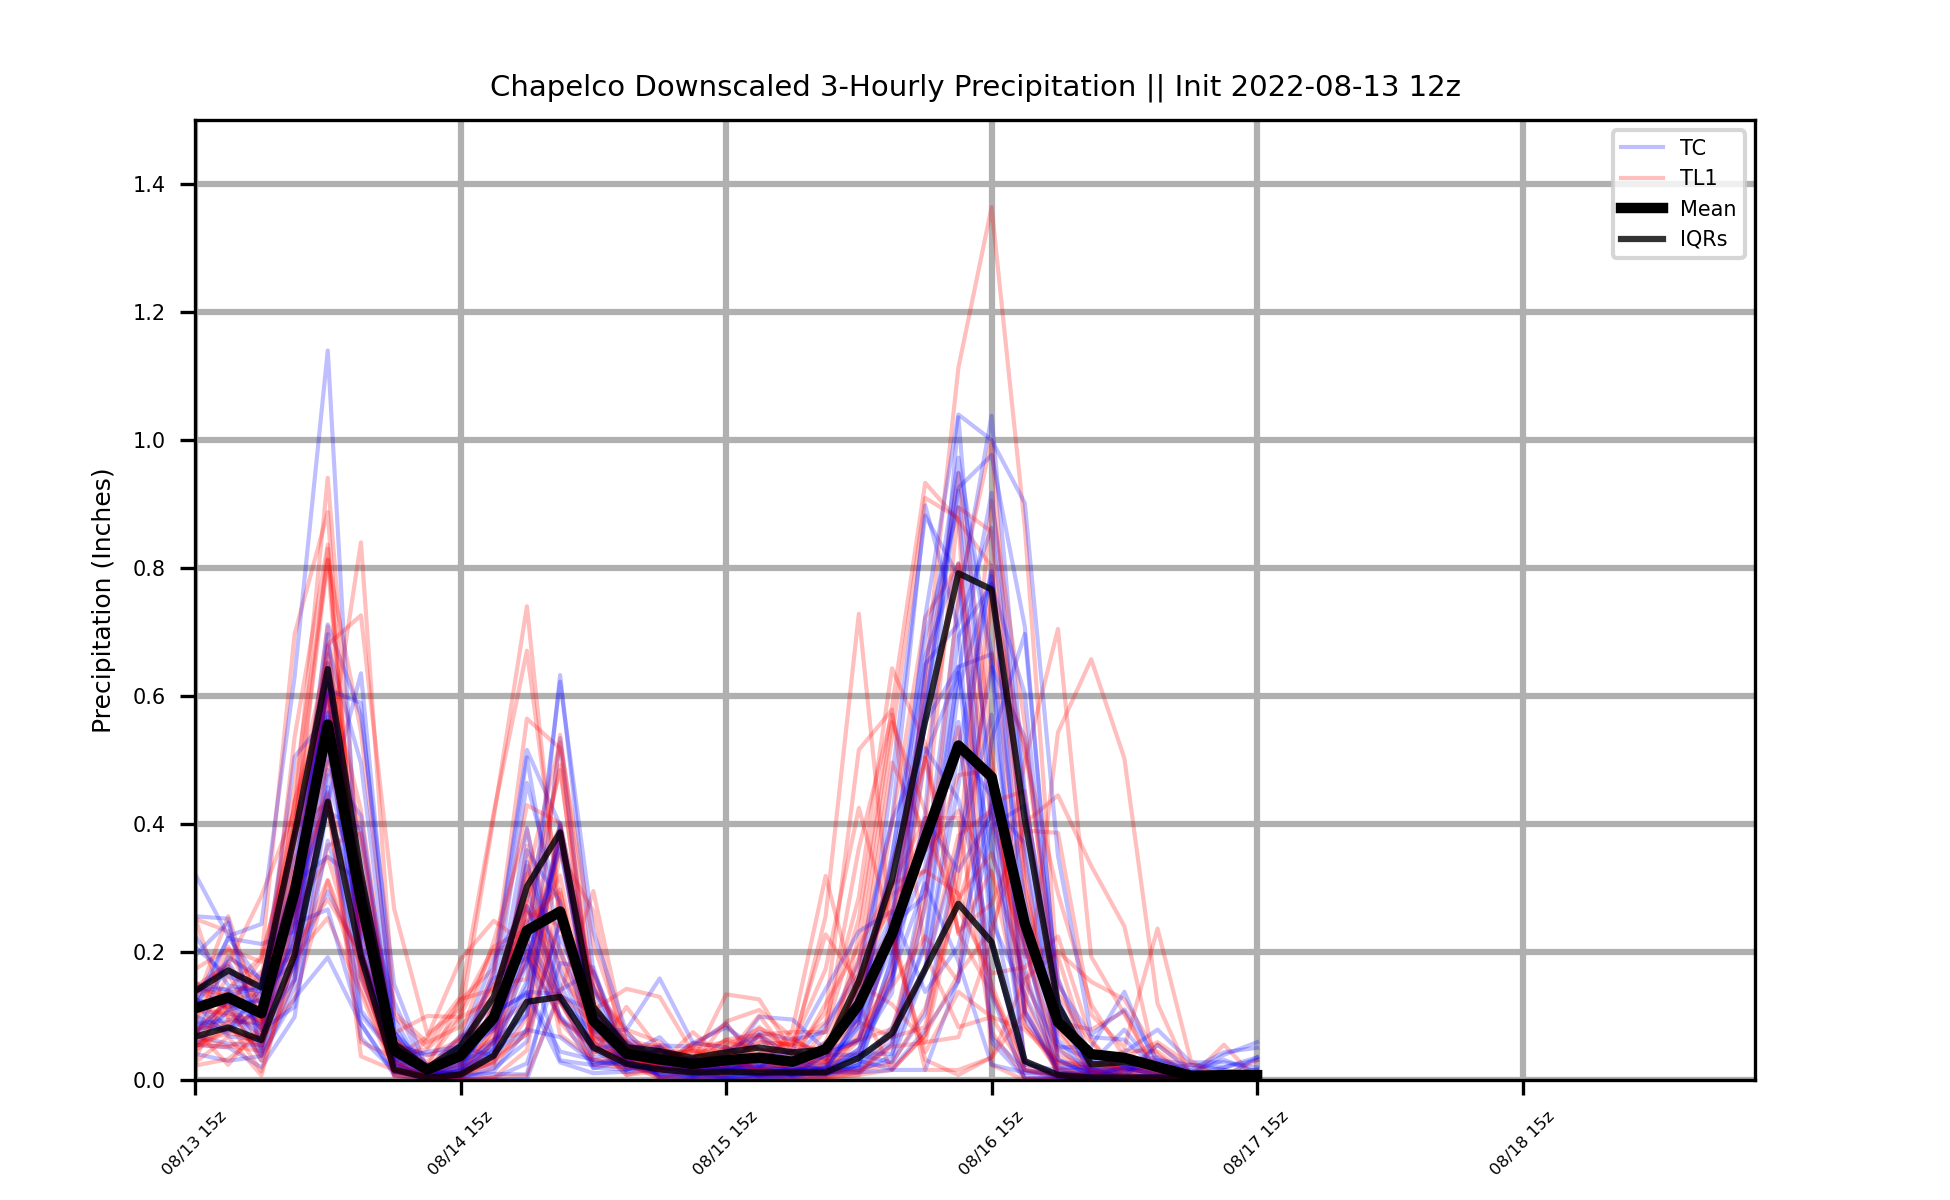 Chapelco Downscaled 3-Hourly Precipitation || Init 2022-08-13 12z
TC
TL1
Mean
IQRs
Precipitation (Inches)
1.4
1.2
1.0
0.8
0.6
0.4
0.2
0.0
08/13 15z
08/14 15z
08/15 15z
08/16 15z
08/17 15z
08/18 15z